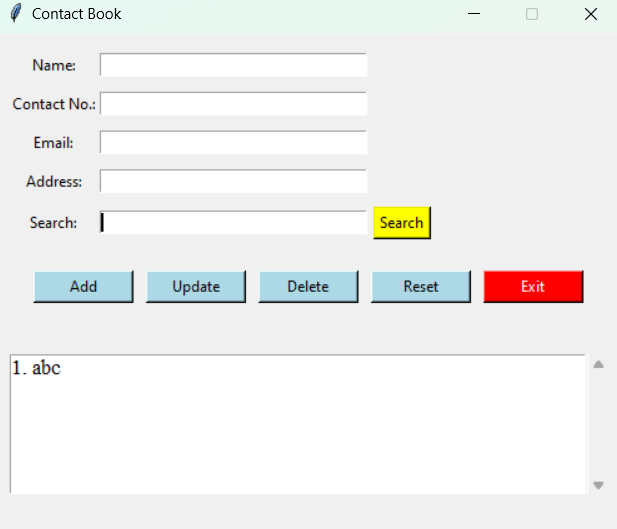 Contact Book
Name:
Contact No.:
Email:
Address:
Search: Search
Add Update Delete Reset Exit
1. abc